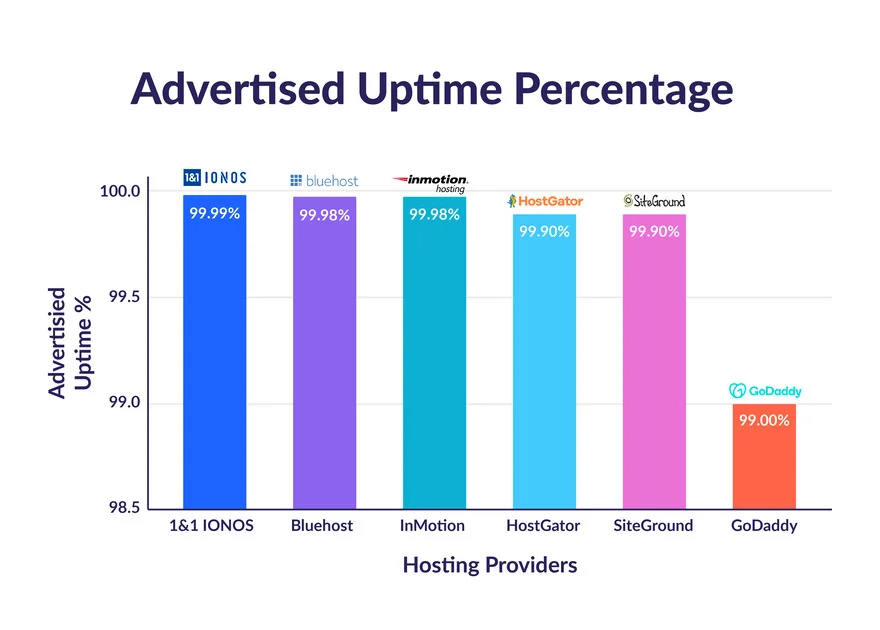 Advertised Uptime Percentage
1&1 IONOS
bluehost
inmotion
hosting
HostGator
SiteGround
GoDaddy
100.0
99.5
99.0
98.5
Advertisied
Uptime %
99.99%
99.98%
99.98%
99.90%
99.90%
99.00%
1&1 IONOS
Bluehost
InMotion
HostGator
SiteGround
GoDaddy
Hosting Providers